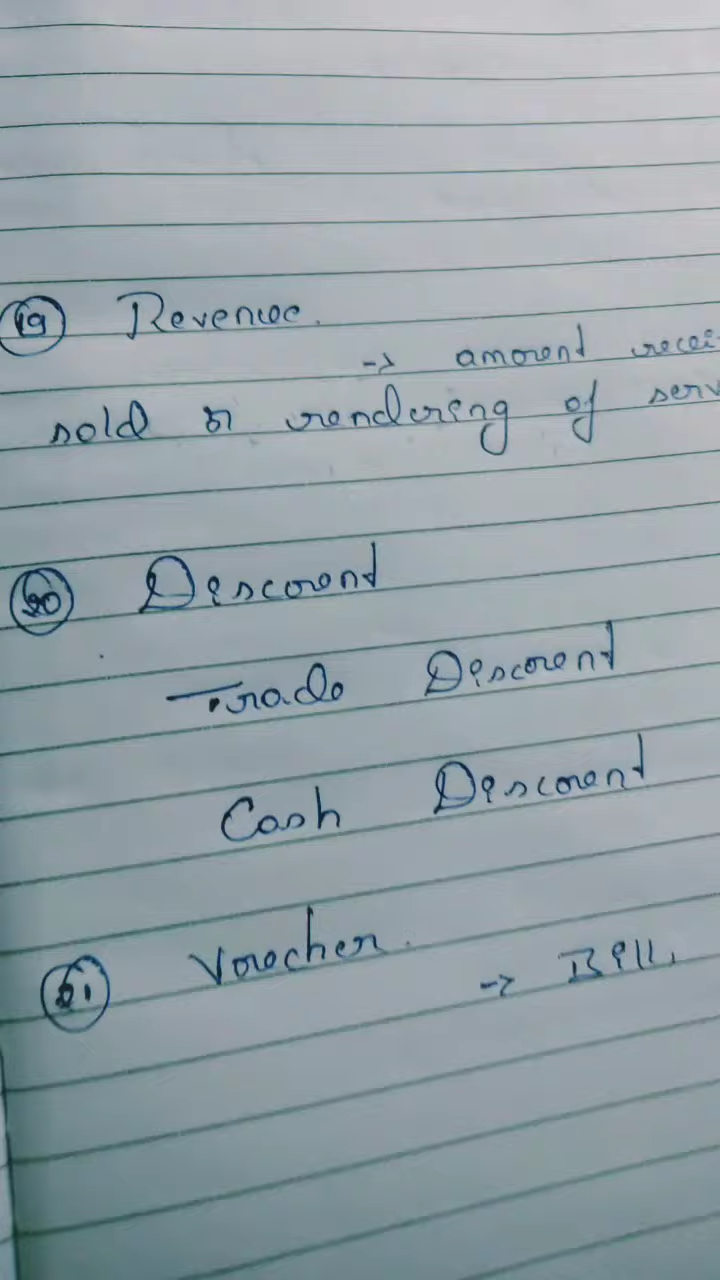 19 Revenue.
-> amount recei
sold or rendering of serv
20 Discount
Trade Discount
Cash Discount
21 Voucher.
-> Bill,